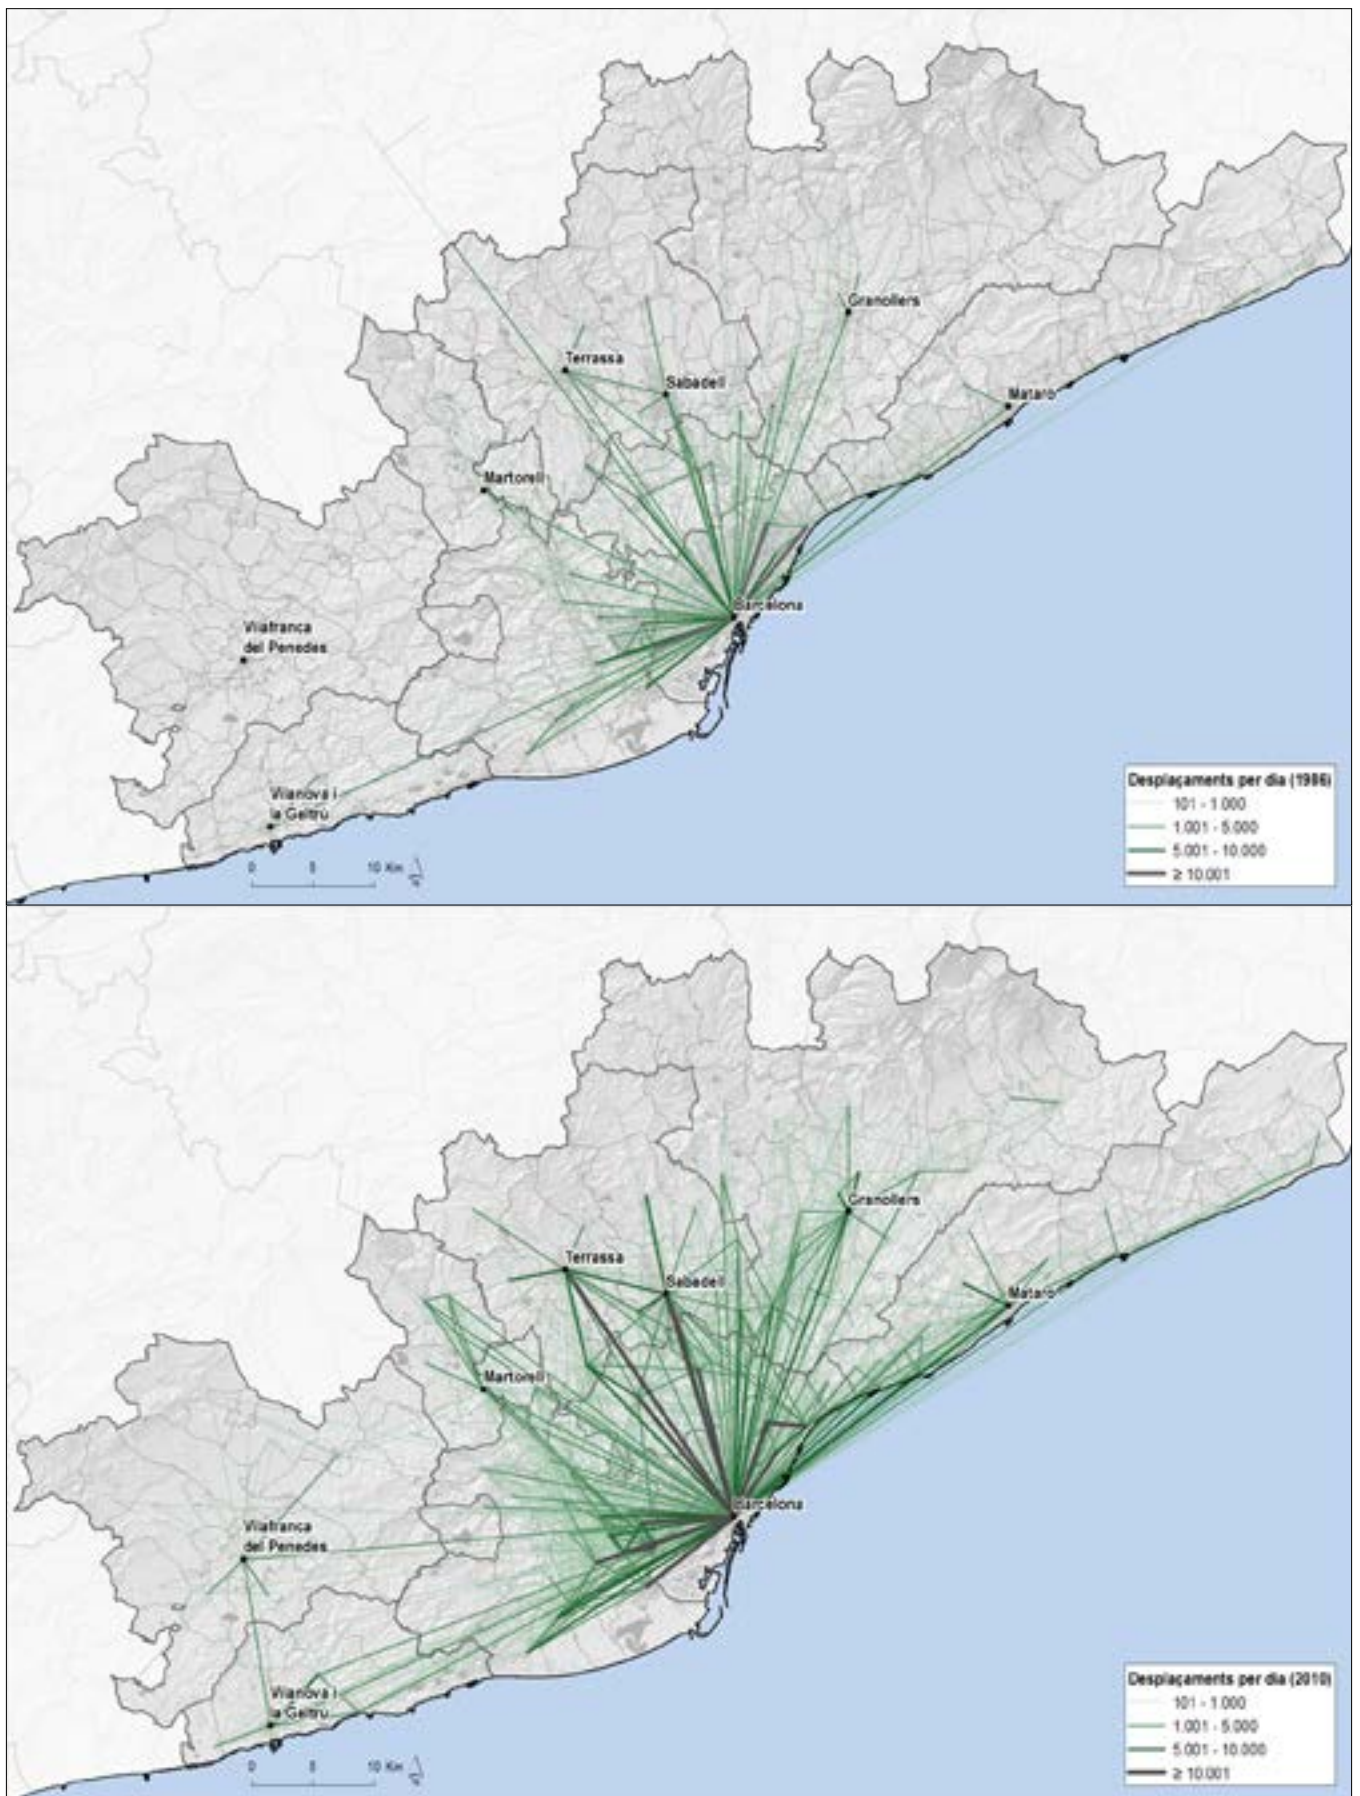 Granollers
Terrassa
Sabadell
Mataró
Martorell
Barcelona
Vilafranca
del Penedès
Vilanova i
la Geltrú
0 5 10 Km
Desplaçaments per dia (1986)
101 - 1.000
1.001 - 5.000
5.001 - 10.000
≥ 10.001
Granollers
Terrassa
Sabadell
Mataró
Martorell
Barcelona
Vilafranca
del Penedès
Vilanova i
la Geltrú
0 5 10 Km
Desplaçaments per dia (2010)
101 - 1.000
1.001 - 5.000
5.001 - 10.000
≥ 10.001